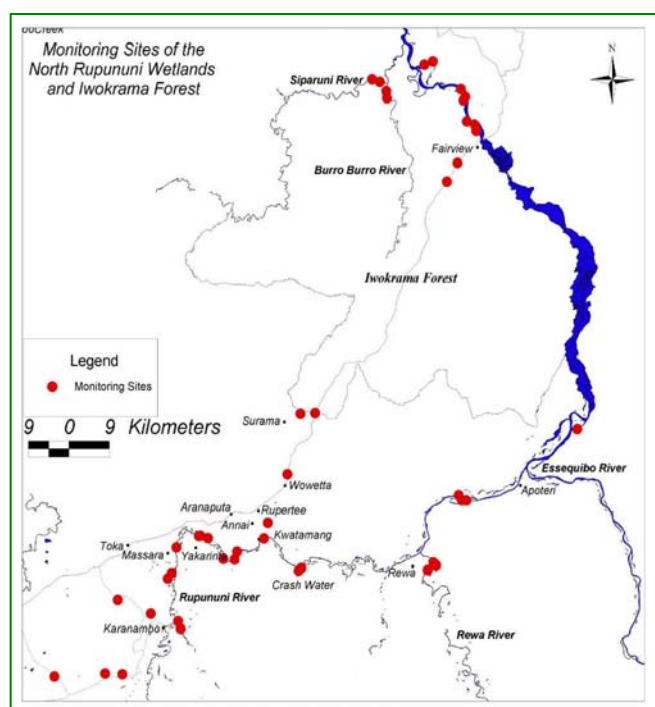 Monitoring Sites of the
North Rupununi Wetlands
and Iwokrama Forest
N
Siparuni River
Fairview
Burro Burro River
Iwokrama Forest
Legend
Monitoring Sites
9 0 9 Kilometers
Surama
Essequibo River
Wowetta
Apoteri
Aranaputa
Rupertee
Annai
Kwatamang
Toka
Massara
Yakarinta
Crash Water
Rewa
Rupununi River
Karanambo
Rewa River